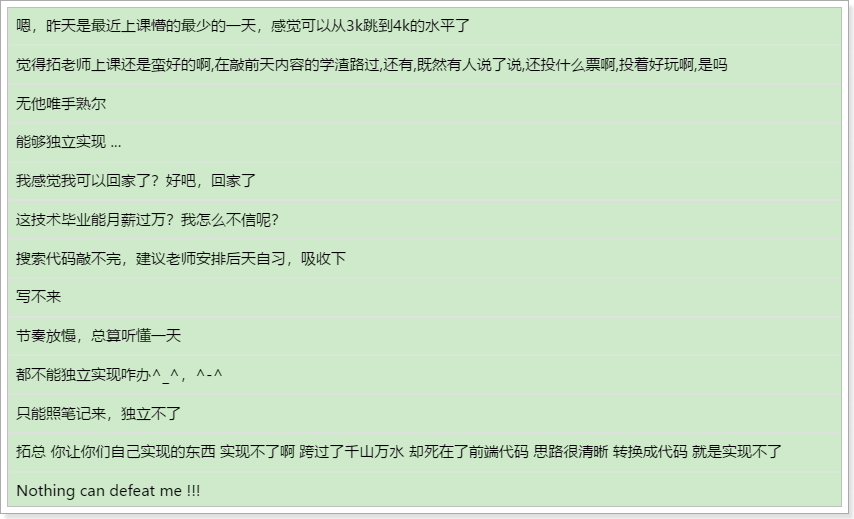 嗯，昨天是最近上课懵的最少的一天，感觉可以从3k跳到4k的水平了
觉得拓老师上课还是蛮好的啊,在敲前天内容的学渣路过,还有,既然有人说了说,还投什么票啊,投着好玩啊,是吗
无他唯手熟尔
能够独立实现 ...
我感觉我可以回家了？好吧，回家了
这技术毕业能月薪过万？我怎么不信呢？
搜索代码敲不完，建议老师安排后天自习，吸收下
写不来
节奏放慢，总算听懂一天
都不能独立实现咋办^_^，^-^
只能照笔记来，独立不了
拓总 你让你们自己实现的东西 实现不了啊 跨过了千山万水 却死在了前端代码 思路很清晰 转换成代码 就是实现不了
Nothing can defeat me !!!